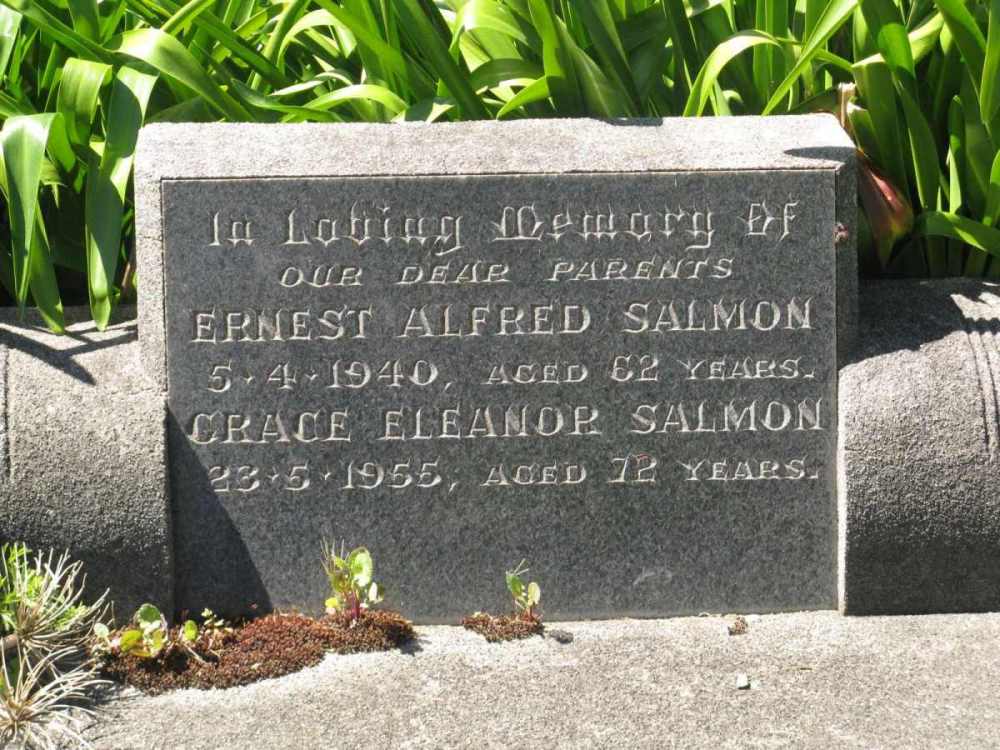 In Loving Memory Of
OUR DEAR PARENTS
ERNEST ALFRED SALMON
5·4·1940, AGED 62 YEARS.
GRACE ELEANOR SALMON
23·5·1955, AGED 72 YEARS.